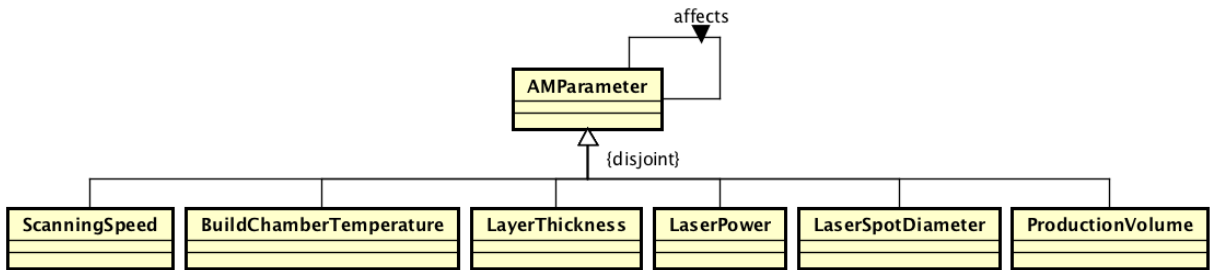 affects
AMParameter
{disjoint}
ScanningSpeed
BuildChamberTemperature
LayerThickness
LaserPower
LaserSpotDiameter
ProductionVolume